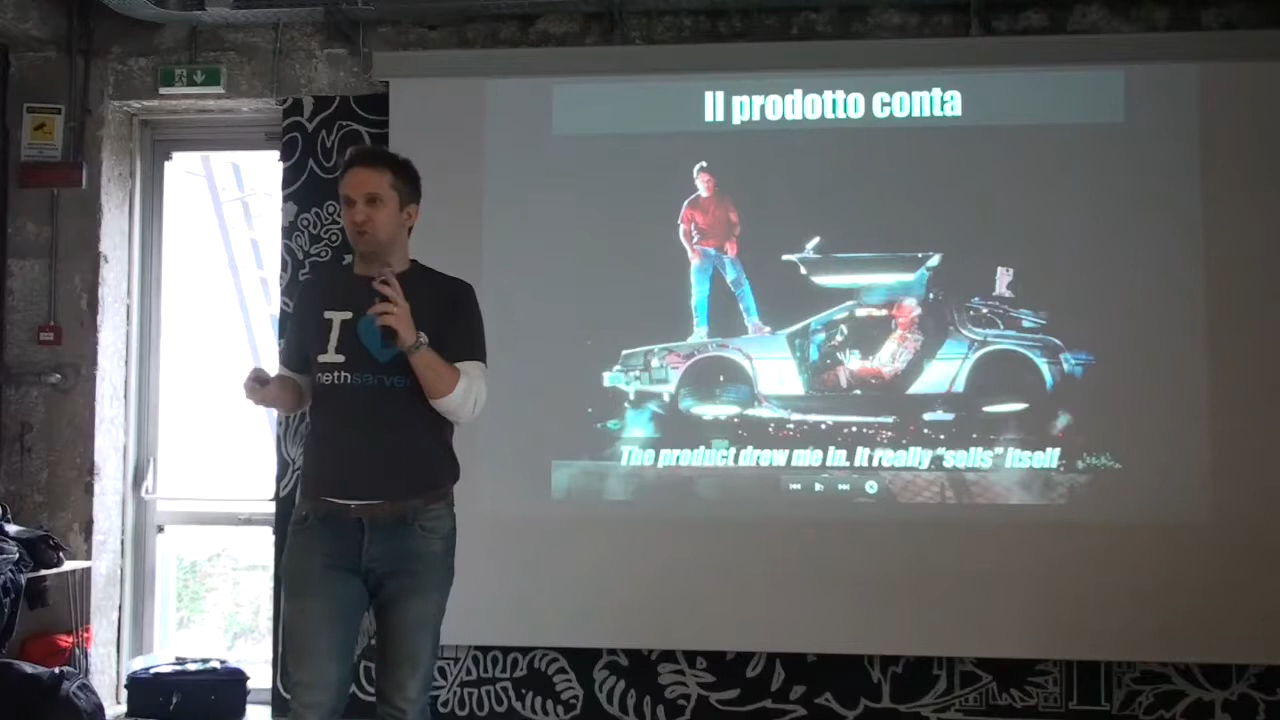 Il prodotto conta
The product drew me in. It really “sells” itself
I
nethserver